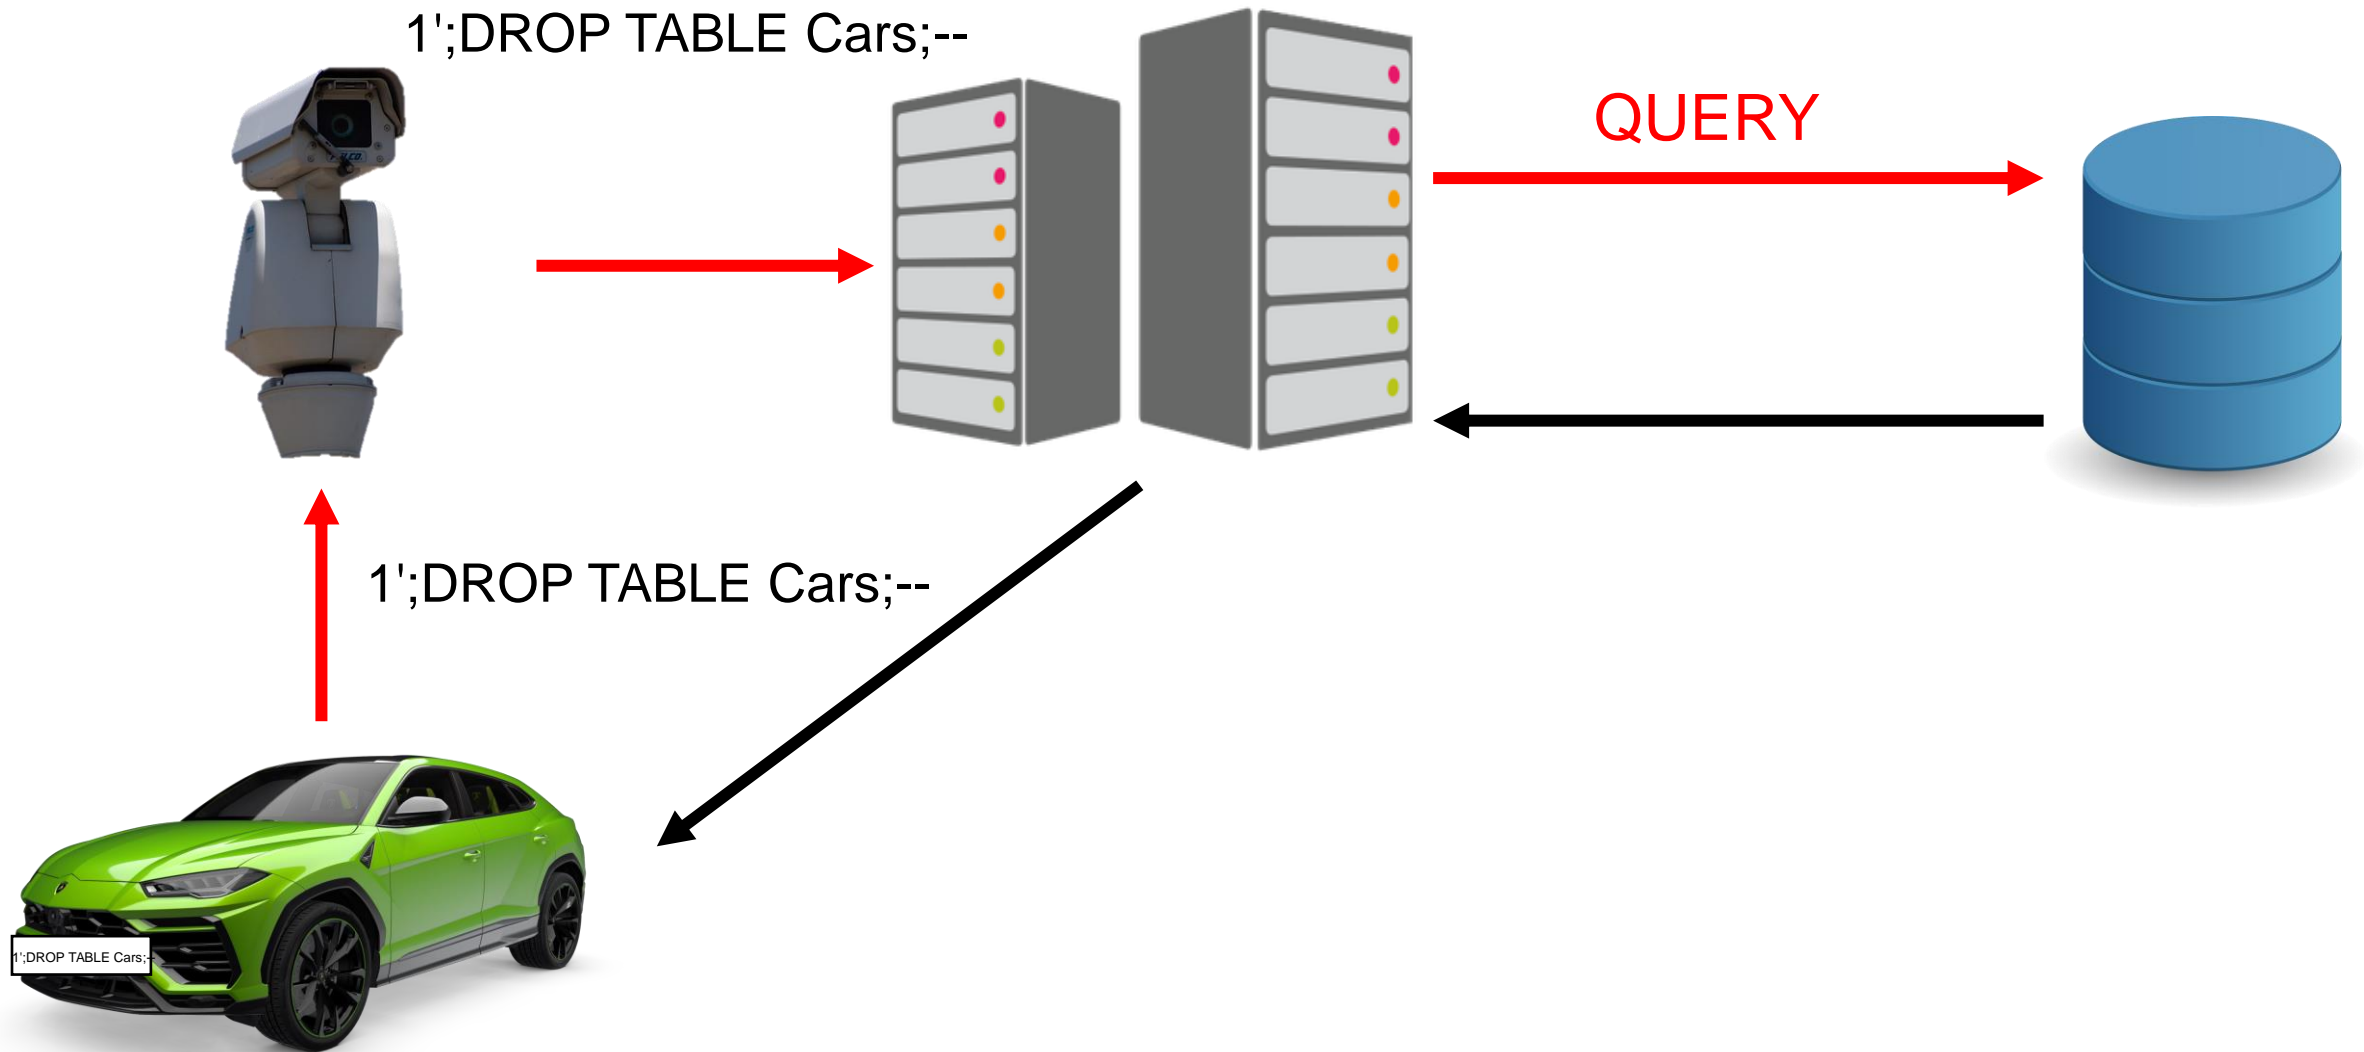 1';DROP TABLE Cars;--
QUERY
1';DROP TABLE Cars;--
1';DROP TABLE Cars;--